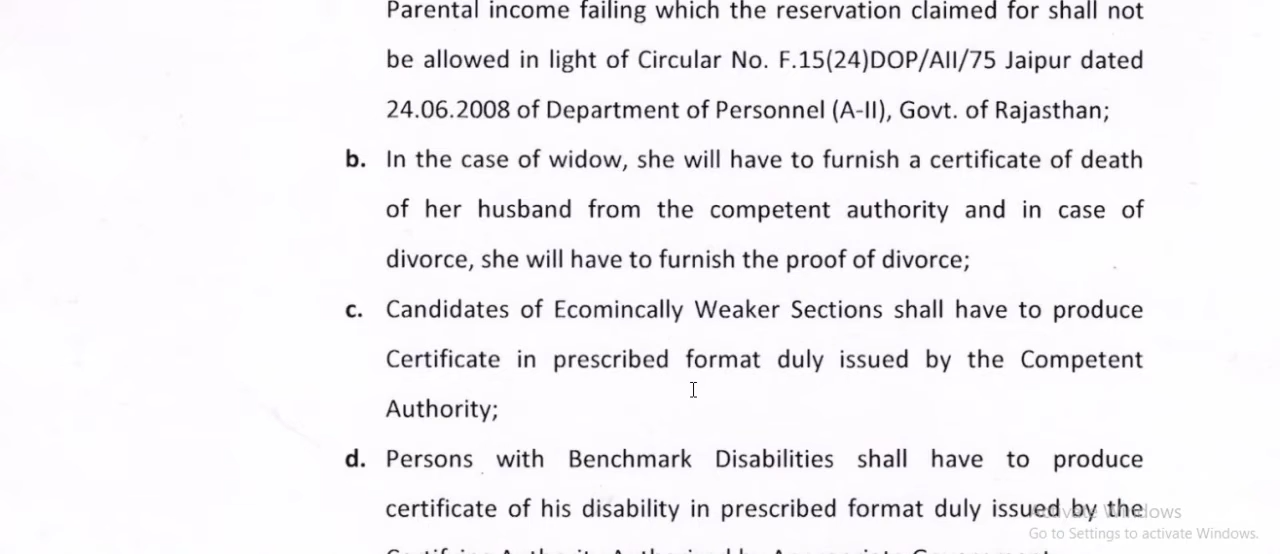 Parental income failing which the reservation claimed for shall not
be allowed in light of Circular No. F.15(24)DOP/AII/75 Jaipur dated
24.06.2008 of Department of Personnel (A-II), Govt. of Rajasthan;
b. In the case of widow, she will have to furnish a certificate of death
of her husband from the competent authority and in case of
divorce, she will have to furnish the proof of divorce;
c. Candidates of Ecomincally Weaker Sections shall have to produce
Certificate in prescribed format duly issued by the Competent
Authority;
d. Persons with Benchmark Disabilities shall have to produce
certificate of his disability in prescribed format duly issued by the
Activate Windows
Go to Settings to activate Windows.